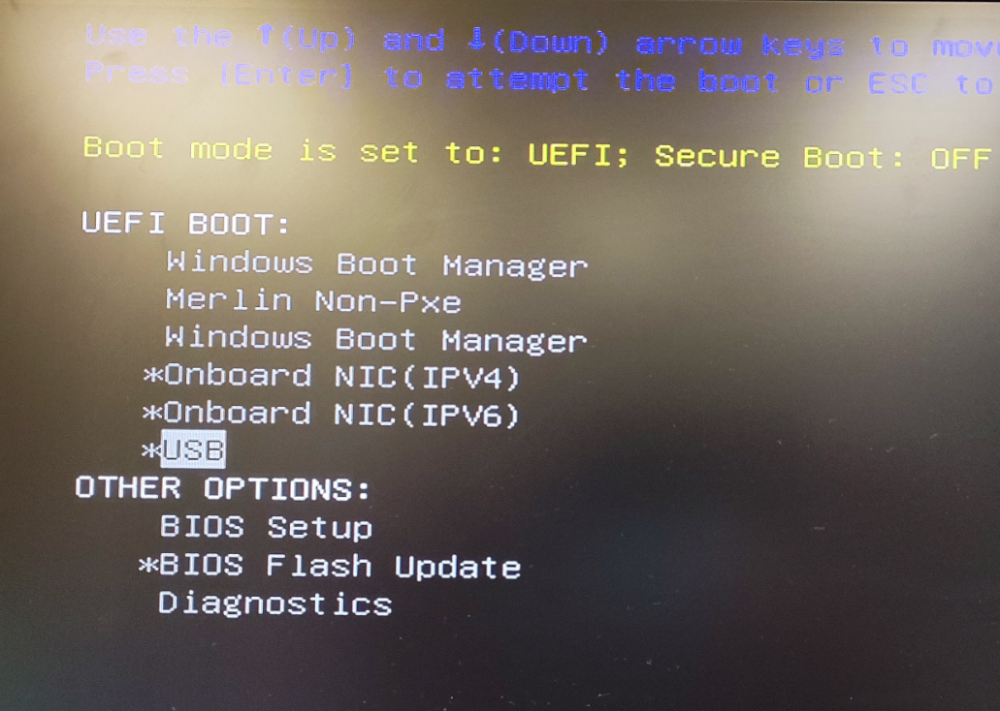 Use the ↑(Up) and ↓(Down) arrow keys to move
Press [Enter] to attempt the boot or ESC to
Boot mode is set to: UEFI; Secure Boot: OFF
UEFI BOOT:
Windows Boot Manager
Merlin Non-Pxe
Windows Boot Manager
*Onboard NIC(IPV4)
*Onboard NIC(IPV6)
*USB
OTHER OPTIONS:
BIOS Setup
*BIOS Flash Update
Diagnostics